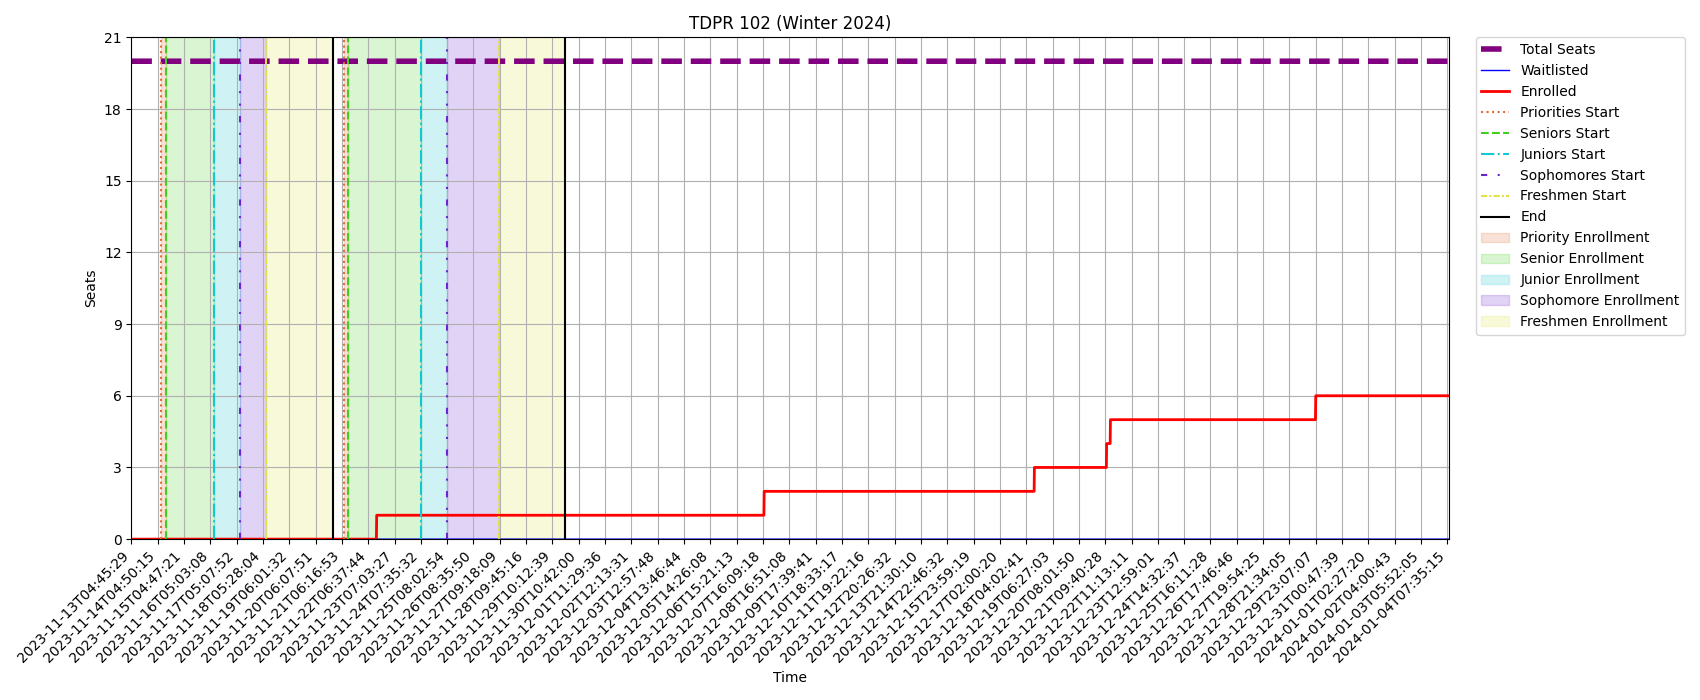 TDPR 102 (Winter 2024)
21
18
15
12
9
6
3
0
Seats
2023-11-13T04:45:29
2023-11-14T04:50:15
2023-11-15T04:47:21
2023-11-16T05:03:08
2023-11-17T05:07:52
2023-11-18T05:28:04
2023-11-19T06:01:32
2023-11-20T06:07:51
2023-11-21T06:16:53
2023-11-22T06:37:44
2023-11-23T07:03:27
2023-11-24T07:35:32
2023-11-25T08:02:54
2023-11-26T08:35:50
2023-11-27T09:18:09
2023-11-28T09:45:16
2023-11-29T10:12:39
2023-11-30T10:42:00
2023-12-01T11:29:36
2023-12-02T12:13:31
2023-12-03T12:57:48
2023-12-04T13:46:44
2023-12-05T14:26:08
2023-12-06T15:21:13
2023-12-07T16:09:18
2023-12-08T16:51:08
2023-12-09T17:39:41
2023-12-10T18:33:17
2023-12-11T19:22:16
2023-12-12T20:26:32
2023-12-13T21:30:10
2023-12-14T22:46:32
2023-12-15T23:59:19
2023-12-17T02:00:20
2023-12-18T04:02:41
2023-12-19T06:27:03
2023-12-20T08:01:50
2023-12-21T09:40:28
2023-12-22T11:13:11
2023-12-23T12:59:01
2023-12-24T14:32:37
2023-12-25T16:11:28
2023-12-26T17:46:46
2023-12-27T19:54:25
2023-12-28T21:34:05
2023-12-29T23:07:07
2023-12-31T00:47:39
2024-01-01T02:27:20
2024-01-02T04:00:43
2024-01-03T05:52:05
2024-01-04T07:35:15
Time
Total Seats
Waitlisted
Enrolled
Priorities Start
Seniors Start
Juniors Start
Sophomores Start
Freshmen Start
End
Priority Enrollment
Senior Enrollment
Junior Enrollment
Sophomore Enrollment
Freshmen Enrollment